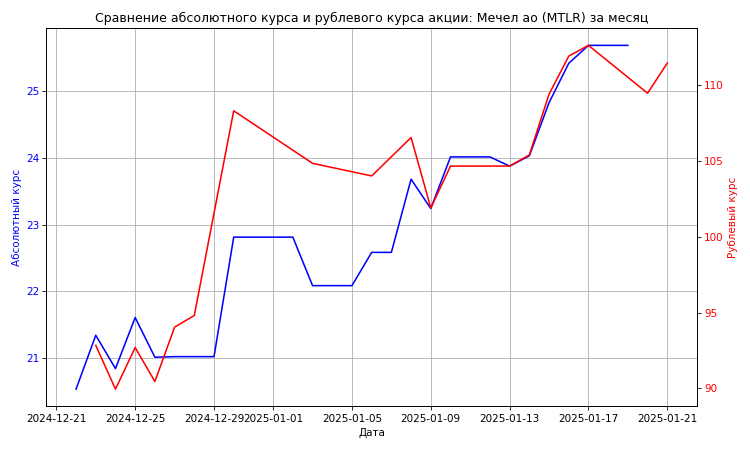 Сравнение абсолютного курса и рублевого курса акции: Мечел ао (MTLR) за месяц
Абсолютный курс
25
24
23
22
21
110
105
100
95
90
Рублевый курс
2024-12-21 2024-12-25 2024-12-29 2025-01-01 2025-01-05 2025-01-09 2025-01-13 2025-01-17 2025-01-21
Дата